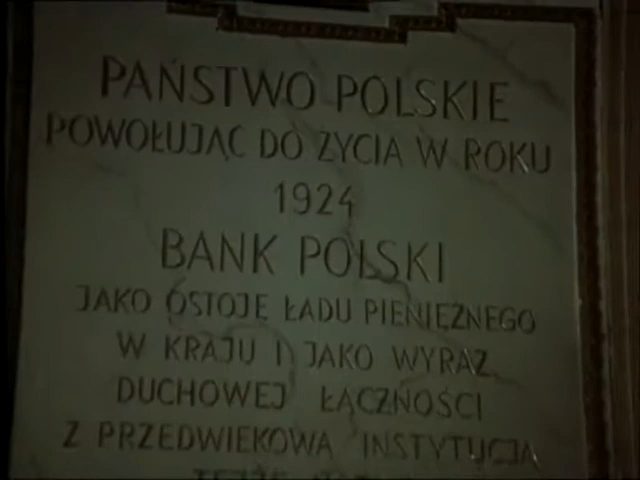 PAŃSTWO POLSKIE
POWOŁUJĄC DO ŻYCIA W ROKU
1924
BANK POLSKI
JAKO OSTOJĘ ŁADU PIENIĘŻNEGO
W KRAJU I JAKO WYRAZ
DUCHOWEJ ŁĄCZNOŚCI
Z PRZEDWIEKOWĄ INSTYTUCJĄ